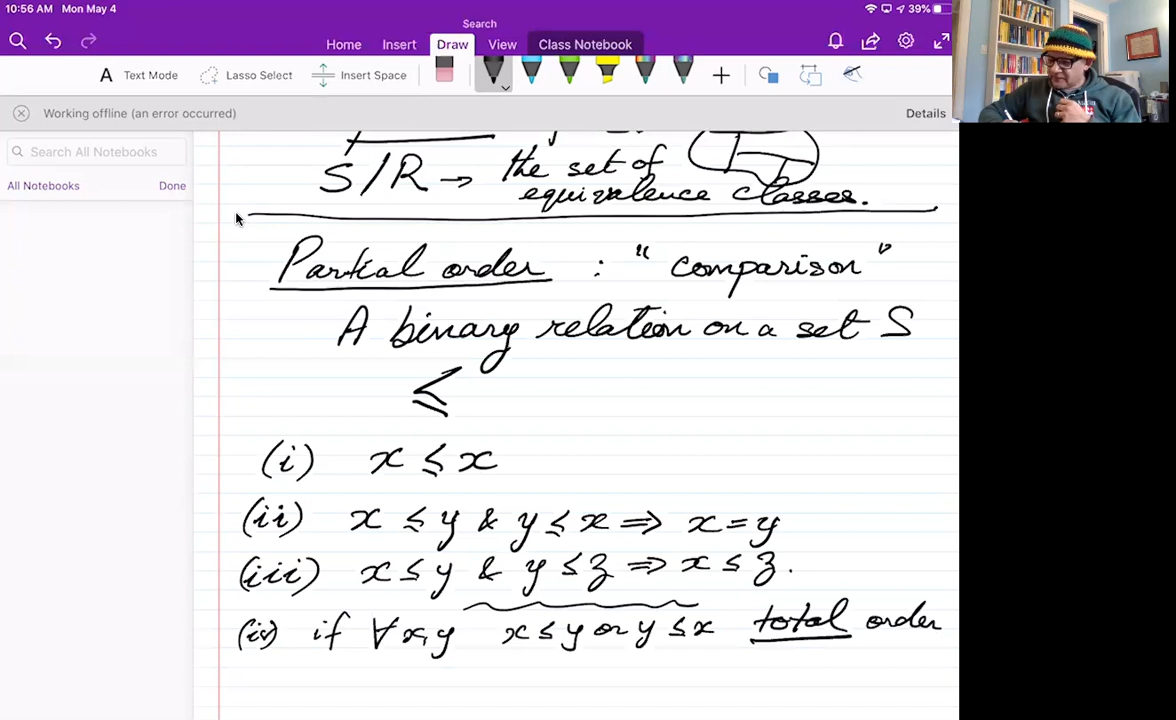 10:56 AM Mon May 4
39%
Search
Home Insert Draw View Class Notebook
A Text Mode Lasso Select Insert Space
Working offline (an error occurred) Details
Search All Notebooks
All Notebooks Done
S/R → the set of
equivalence classes.
Partial order : "comparison"
A binary relation on a set S
≤
(i) x ≤ x
(ii) x ≤ y & y ≤ x ⇒ x = y
(iii) x ≤ y & y ≤ z ⇒ x ≤ z.
(iv) if ∀ x, y x ≤ y or y ≤ x total order